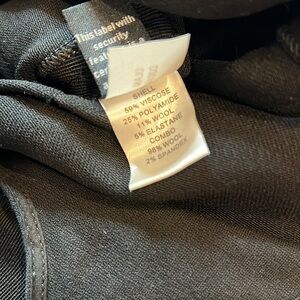 This label with
security
SHELL
59% VISCOSE
25% POLYAMIDE
11% WOOL
5% ELASTANE
COMBO
98% WOOL
2% SPANDEX